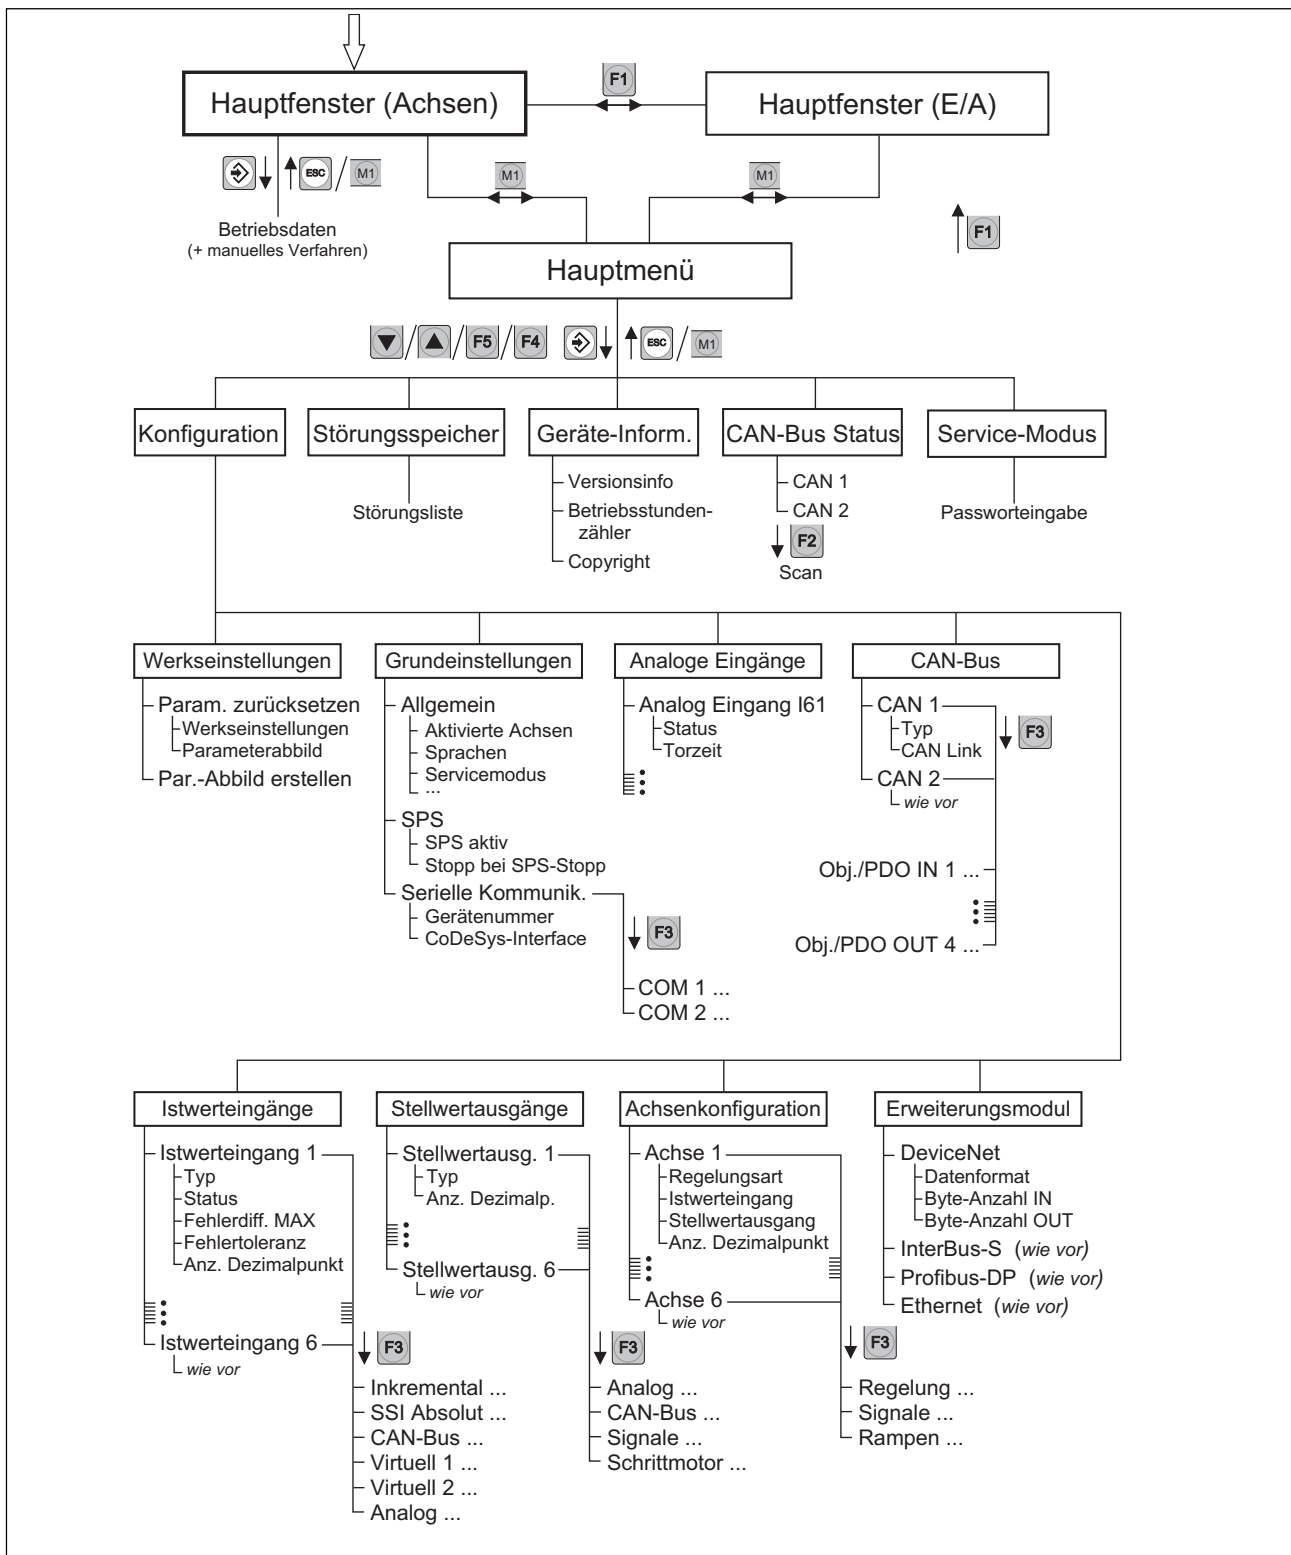 F1
Hauptfenster (Achsen)
Hauptfenster (E/A)
ESC / M1
M1
M1
Betriebsdaten
(+ manuelles Verfahren)
F1
Hauptmenü
/ / F5 / F4
ESC / M1
Konfiguration
Störungsspeicher
Geräte-Inform.
CAN-Bus Status
Service-Modus
Störungsliste
Versionsinfo
Betriebsstunden-
zähler
Copyright
CAN 1
CAN 2
F2
Scan
Passworteingabe
Werkseinstellungen
Grundeinstellungen
Analoge Eingänge
CAN-Bus
Param. zurücksetzen
Werkseinstellungen
Parameterabbild
Par.-Abbild erstellen
Allgemein
Aktivierte Achsen
Sprachen
Servicemodus
...
SPS
SPS aktiv
Stopp bei SPS-Stopp
Serielle Kommunik.
Gerätenummer
CoDeSys-Interface
F3
COM 1 ...
COM 2 ...
Analog Eingang I61
Status
Torzeit
CAN 1
Typ
CAN Link
F3
CAN 2
wie vor
Obj./PDO IN 1 ...
Obj./PDO OUT 4 ...
Istwerteingänge
Stellwertausgänge
Achsenkonfiguration
Erweiterungsmodul
Istwerteingang 1
Typ
Status
Fehlerdiff. MAX
Fehlertoleranz
Anz. Dezimalpunkt
Istwerteingang 6
wie vor
F3
Inkremental ...
SSI Absolut ...
CAN-Bus ...
Virtuell 1 ...
Virtuell 2 ...
Analog ...
Stellwertausg. 1
Typ
Anz. Dezimalp.
Stellwertausg. 6
wie vor
F3
Analog ...
CAN-Bus ...
Signale ...
Schrittmotor ...
Achse 1
Regelungsart
Istwerteingang
Stellwertausgang
Anz. Dezimalpunkt
Achse 6
wie vor
F3
Regelung ...
Signale ...
Rampen ...
DeviceNet
Datenformat
Byte-Anzahl IN
Byte-Anzahl OUT
InterBus-S (wie vor)
Profibus-DP (wie vor)
Ethernet (wie vor)